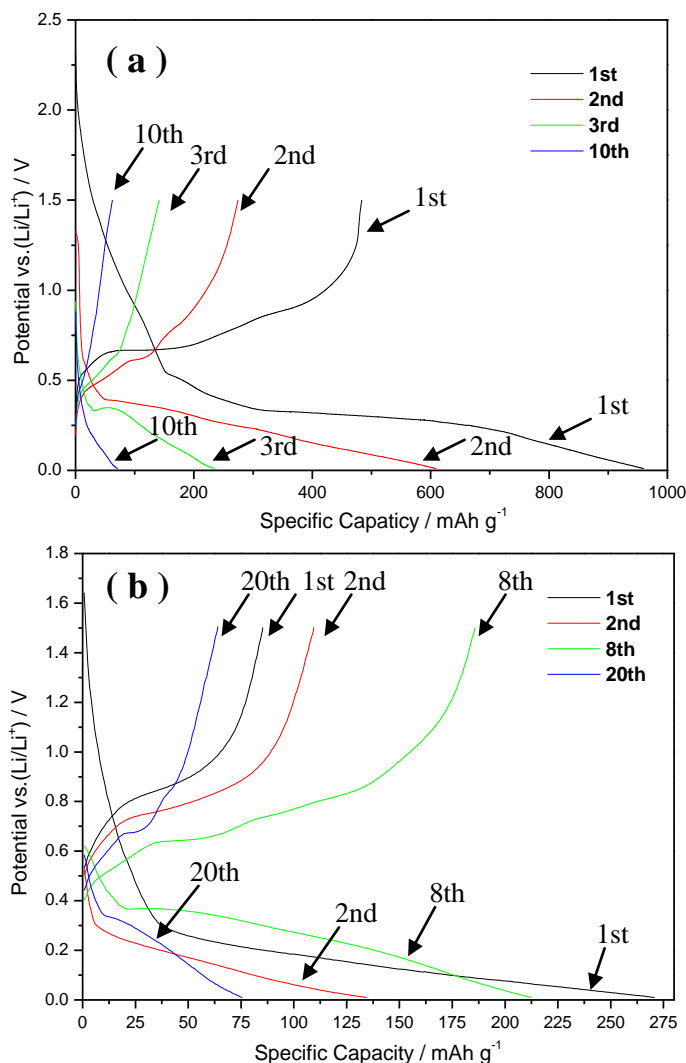 ( a )
1st
2nd
3rd
10th
10th
3rd
2nd
1st
1st
10th
3rd
2nd
2.5
2.0
1.5
1.0
0.5
0.0
Potential vs.(Li/Li+) / V
0 200 400 600 800 1000
Specific Capaticy / mAh g-1
( b )
1st
2nd
8th
20th
20th 1st 2nd 8th
20th
2nd
8th
1st
1.8
1.6
1.4
1.2
1.0
0.8
0.6
0.4
0.2
0.0
Potential vs.(Li/Li+) / V
0 25 50 75 100 125 150 175 200 225 250 275
Specific Capacity / mAh g-1